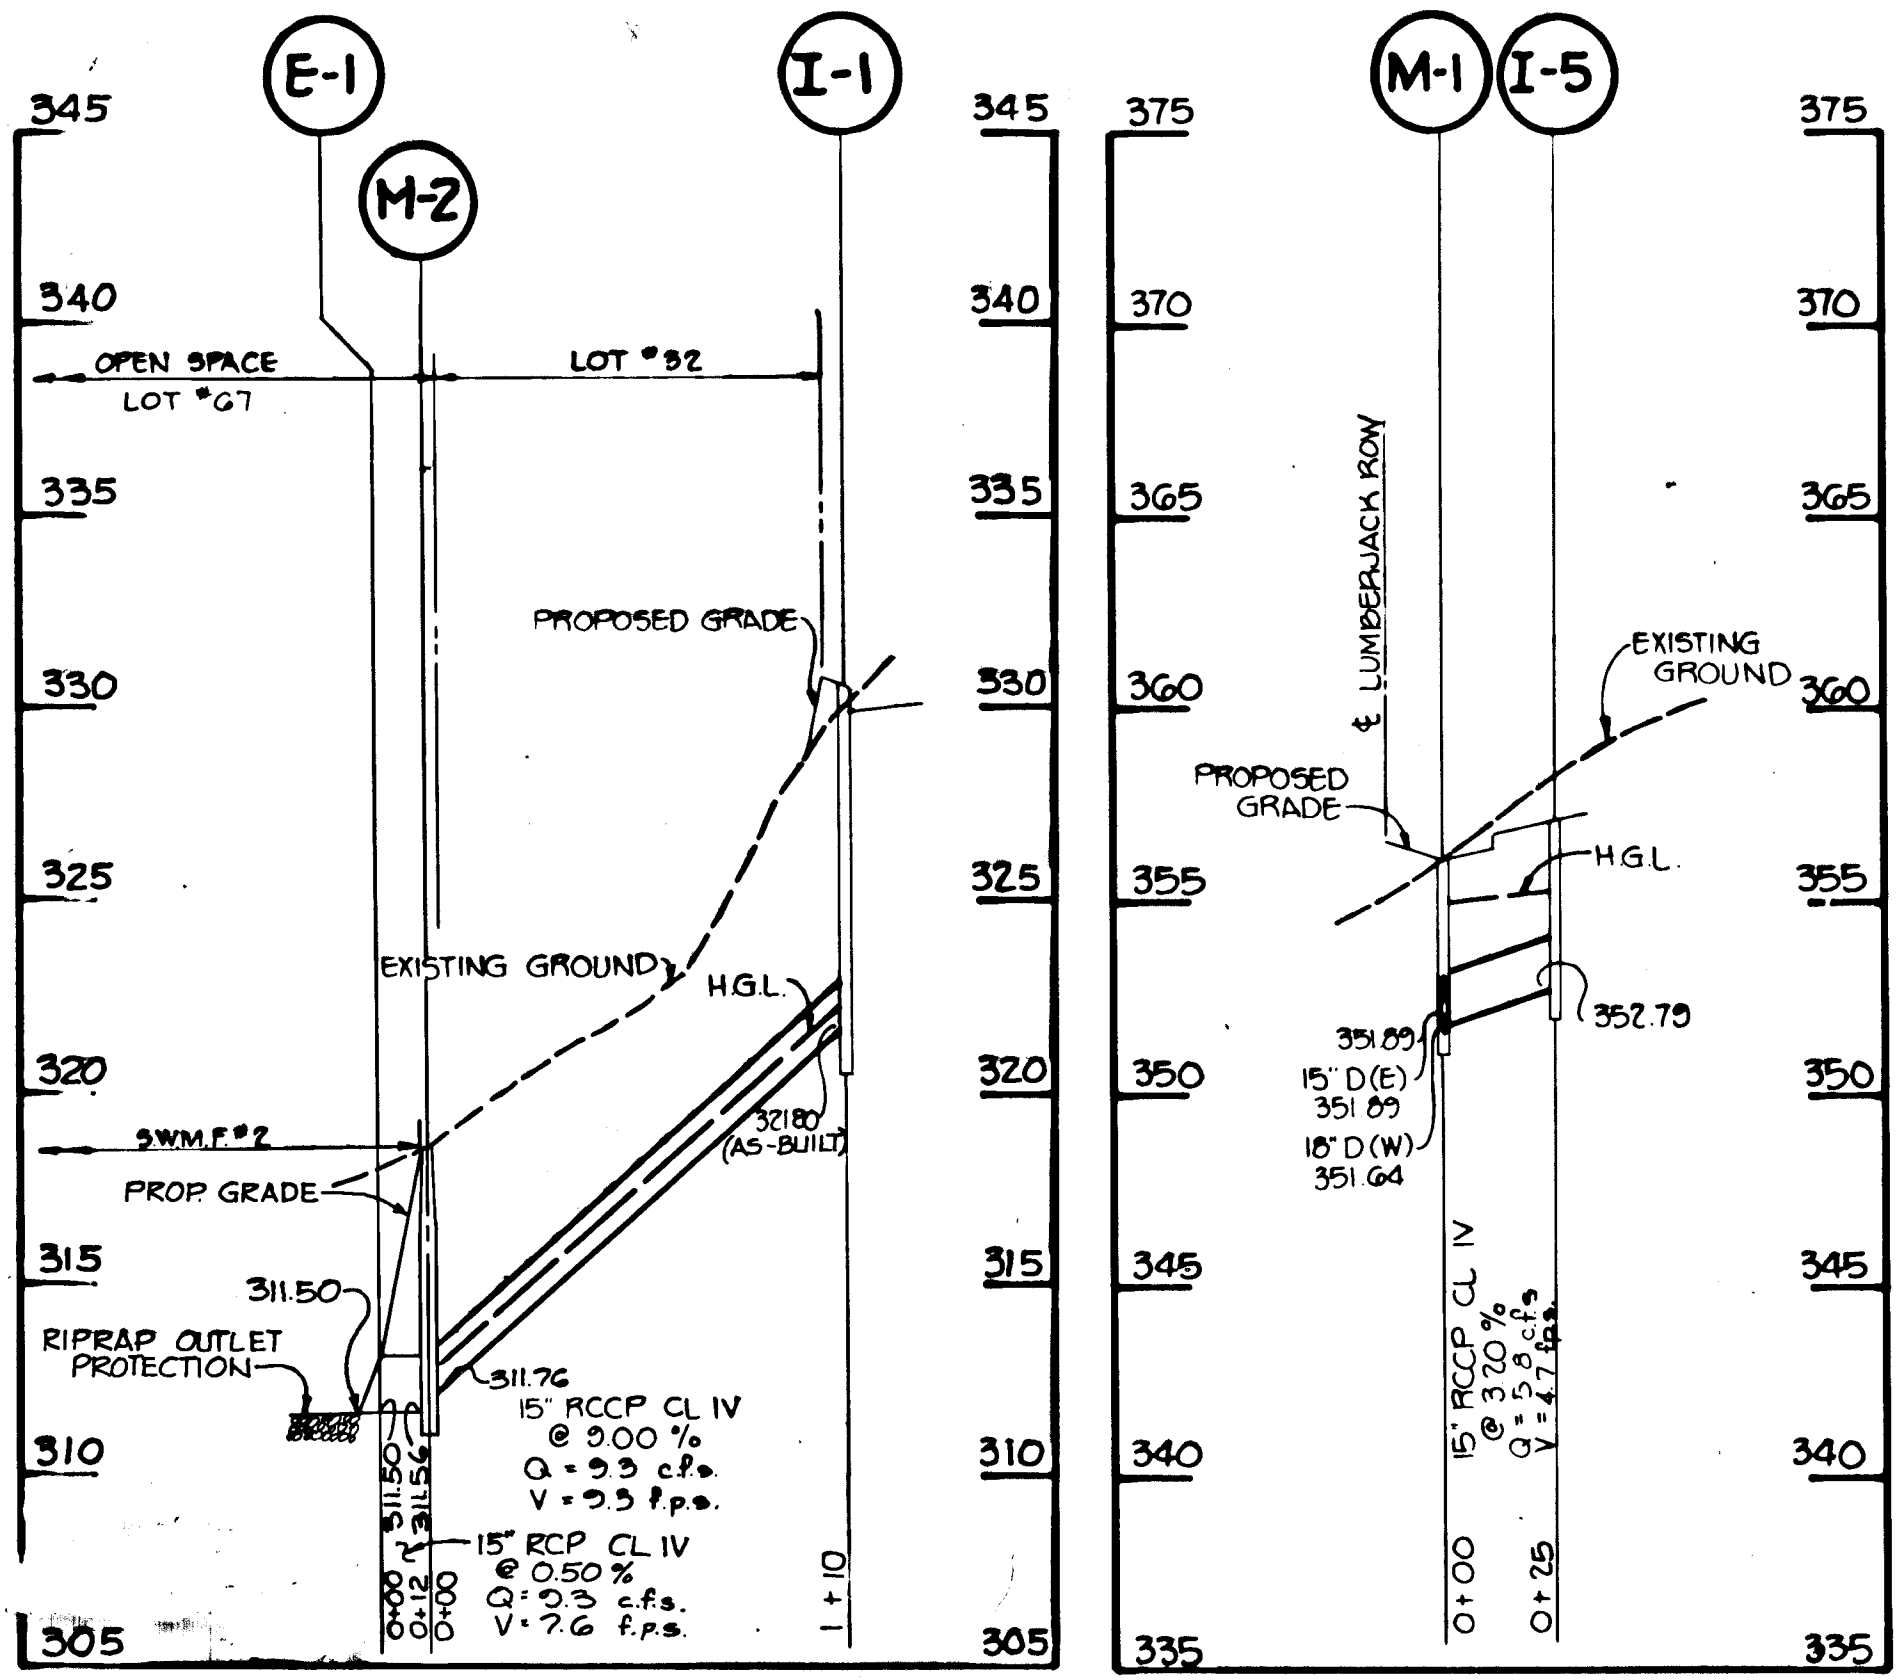 E-1
I-1
M-2
345
345
340
340
OPEN SPACE
LOT #67
LOT #32
335
335
PROPOSED GRADE
330
330
325
325
EXISTING GROUND
H.G.L.
320
320
321.80
(AS-BUILT)
S.W.M.F. #2
PROP. GRADE
315
315
311.50
RIPRAP OUTLET
PROTECTION
311.76
15" RCCP CL IV
@ 9.00 %
Q = 9.3 c.f.s.
V = 9.3 f.p.s.
310
310
311.50
311.56
15" RCP CL IV
@ 0.50 %
Q = 9.3 c.f.s.
V = 7.6 f.p.s.
0+00
0+12
0+00
1+10
305
305
M-1
I-5
375
375
370
370
℄ LUMBERJACK ROW
365
365
EXISTING
GROUND
360
360
PROPOSED
GRADE
H.G.L.
355
355
352.79
351.89
15" D(E)
351.89
18" D(W)
351.64
350
350
345
345
15" RCCP CL IV
@ 3.20 %
Q = 5.8 c.f.s
V = 4.7 f.p.s.
340
340
0+00
0+25
335
335